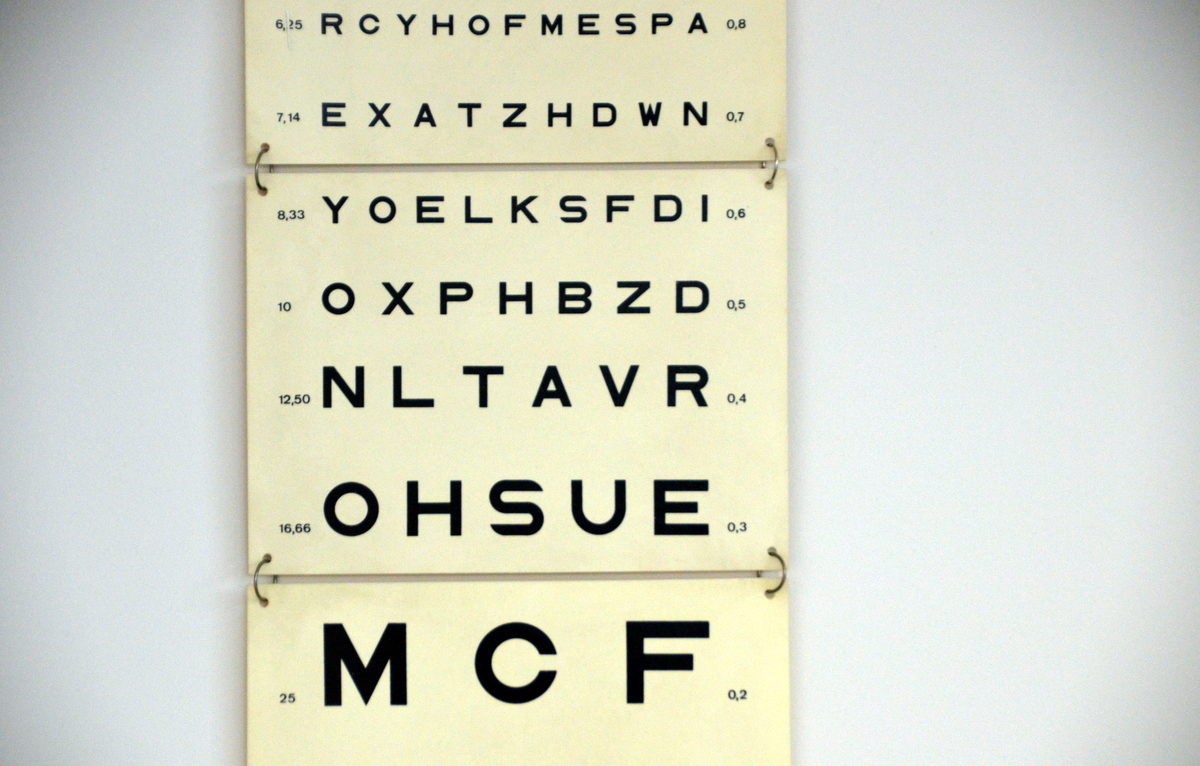 6,25 RCYHOFMESPA 0,8
7,14 EXATZHDWN 0,7
8,33 YOELKSFDI 0,6
10 OXPHBZD 0,5
12,50 NLTAVR 0,4
16,66 OHSUE 0,3
25 MCF 0,2